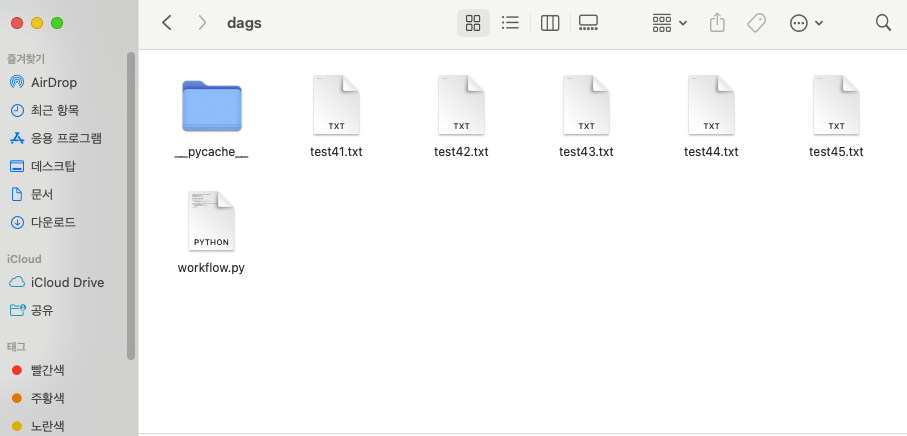 dags
즐겨찾기
AirDrop
최근 항목
응용 프로그램
데스크탑
문서
다운로드
iCloud
iCloud Drive
공유
태그
빨간색
주황색
노란색
__pycache__
TXT
test41.txt
TXT
test42.txt
TXT
test43.txt
TXT
test44.txt
TXT
test45.txt
PYTHON
workflow.py